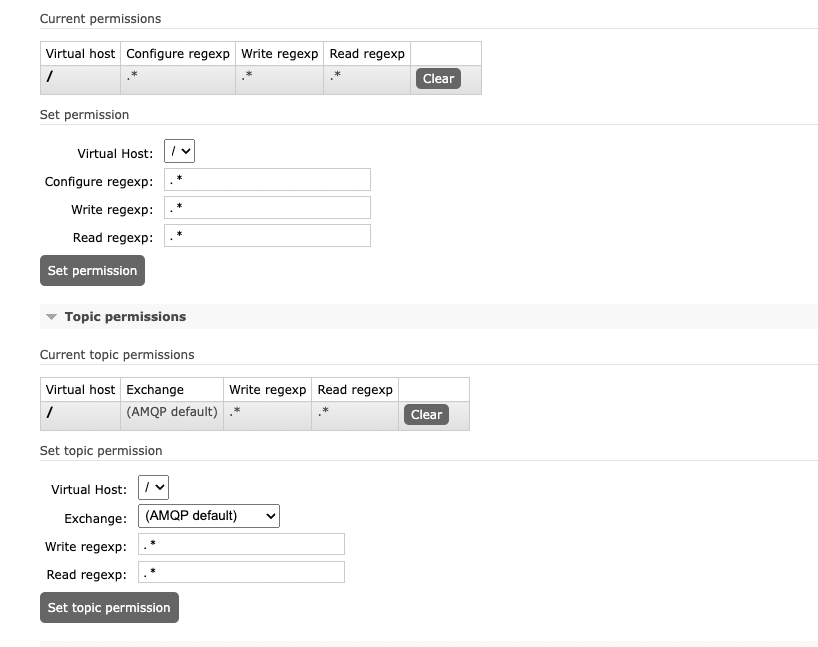 Current permissions
Virtual host Configure regexp Write regexp Read regexp
/ .* .* .* Clear
Set permission
Virtual Host: /
Configure regexp: .*
Write regexp: .*
Read regexp: .*
Set permission
Topic permissions
Current topic permissions
Virtual host Exchange Write regexp Read regexp
/ (AMQP default) .* .* Clear
Set topic permission
Virtual Host: /
Exchange: (AMQP default)
Write regexp: .*
Read regexp: .*
Set topic permission